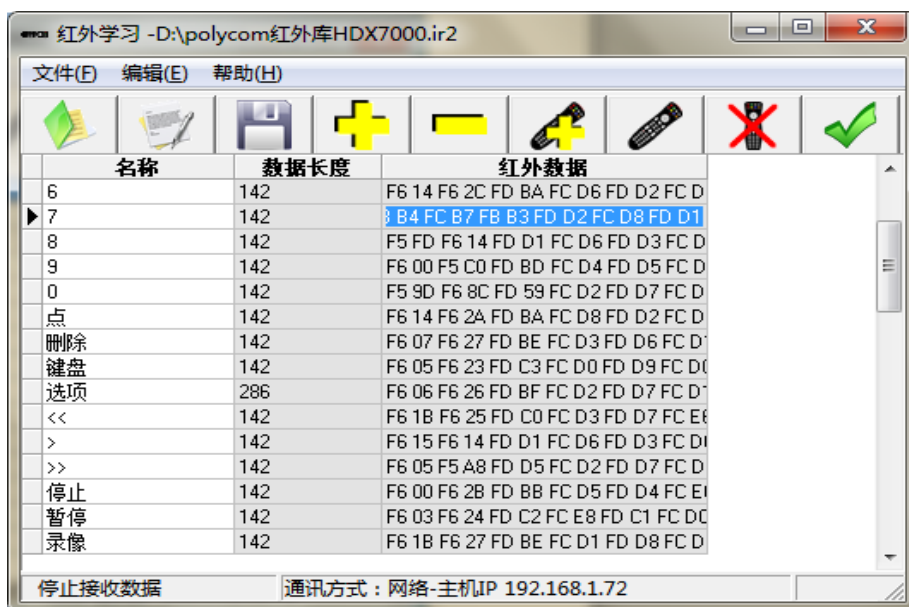 红外学习 -D:\polycom红外库HDX7000.ir2
文件(F) 编辑(E) 帮助(H)
名称 数据长度 红外数据
6 142 F6 14 F6 2C FD BA FC D6 FD D2 FC D
7 142 B4 FC B7 FB B3 FD D2 FC D8 FD D1
8 142 F5 FD F6 14 FD D1 FC D6 FD D3 FC D
9 142 F6 00 F5 C0 FD BD FC D4 FD D5 FC D
0 142 F5 9D F6 8C FD 59 FC D2 FD D7 FC D
点 142 F6 14 F6 2A FD BA FC D8 FD D2 FC D
删除 142 F6 07 F6 27 FD BE FC D3 FD D6 FC D
键盘 142 F6 05 F6 23 FD C3 FC D0 FD D9 FC D
选项 286 F6 06 F6 26 FD BF FC D2 FD D7 FC D
<< 142 F6 1B F6 25 FD C0 FC D3 FD D7 FC E
> 142 F6 15 F6 14 FD D1 FC D6 FD D3 FC D
>> 142 F6 05 F5 A8 FD D5 FC D2 FD D7 FC D
停止 142 F6 00 F6 2B FD BB FC D5 FD D4 FC E
暂停 142 F6 03 F6 24 FD C2 FC E8 FD C1 FC D
录像 142 F6 1B F6 27 FD BE FC D1 FD D8 FC D
停止接收数据 通讯方式：网络-主机IP 192.168.1.72